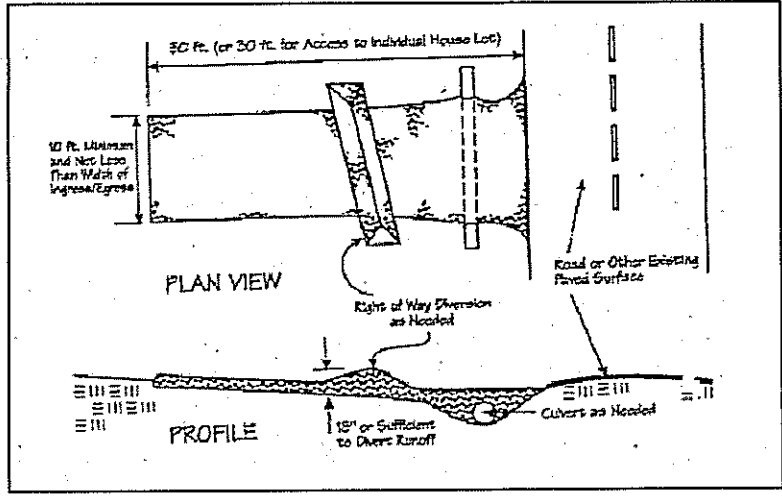 50 ft. (or 30 ft. for Access to Individual House Lot)
10 ft. Minimum
and Not Less
Than Width of
Ingress/Egress
PLAN VIEW
Right of Way Diversion
as Needed
Road or Other Existing
Paved Surface
18" or Sufficient
to Divert Runoff
Culvert as Needed
PROFILE